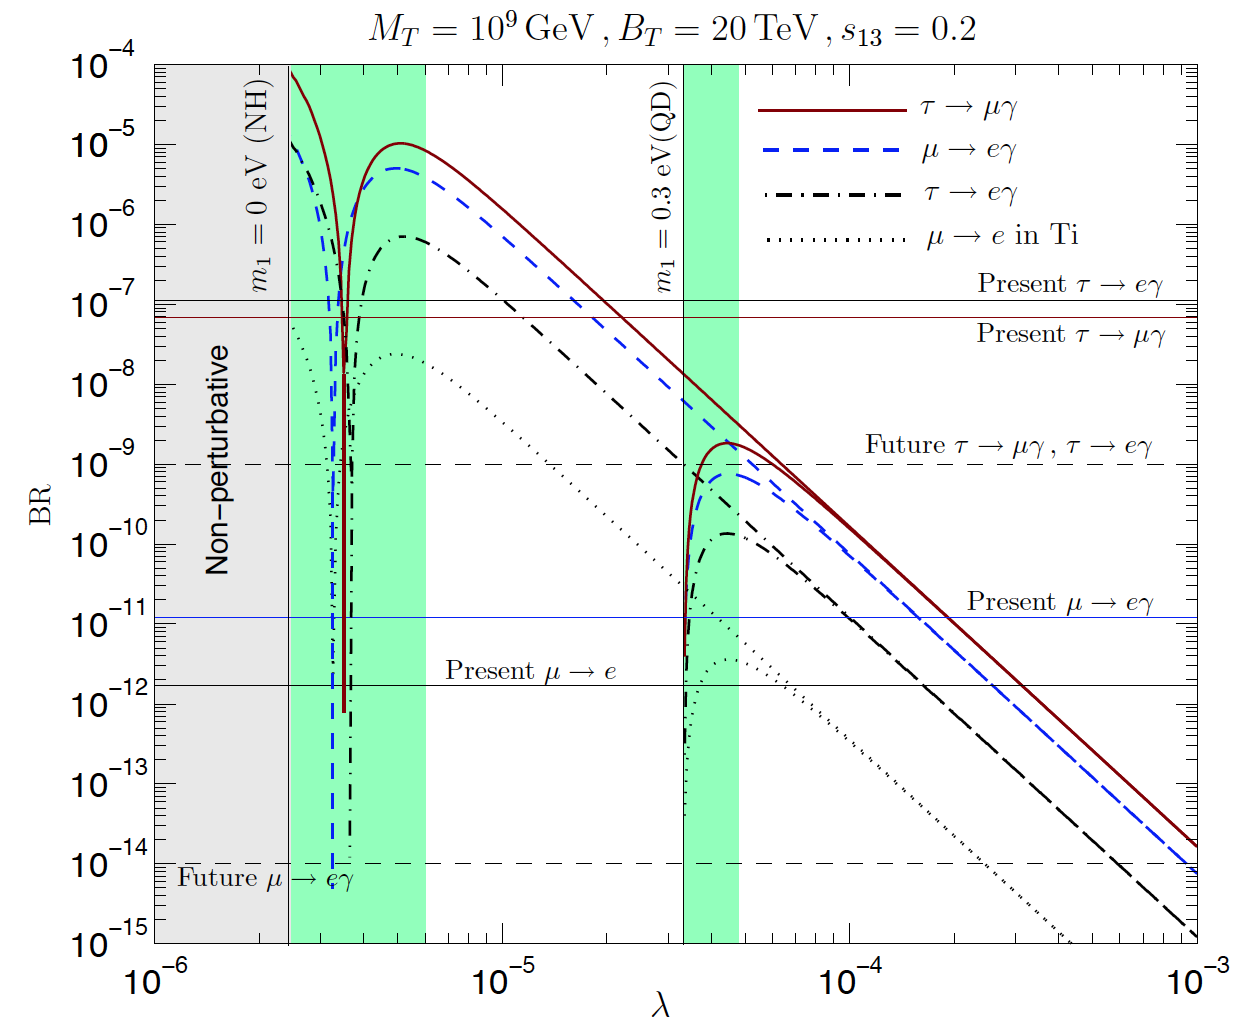 M_T = 10^9 GeV , B_T = 20 TeV , s_13 = 0.2
10^−4
10^−5
10^−6
10^−7
10^−8
10^−9
10^−10
10^−11
10^−12
10^−13
10^−14
10^−15
BR
Non−perturbative
m_1 = 0 eV (NH)
m_1 = 0.3 eV(QD)
τ → μγ
μ → eγ
τ → eγ
μ → e in Ti
Present τ → eγ
Present τ → μγ
Future τ → μγ , τ → eγ
Present μ → eγ
Present μ → e
Future μ → eγ
10^−6
10^−5
10^−4
10^−3
λ